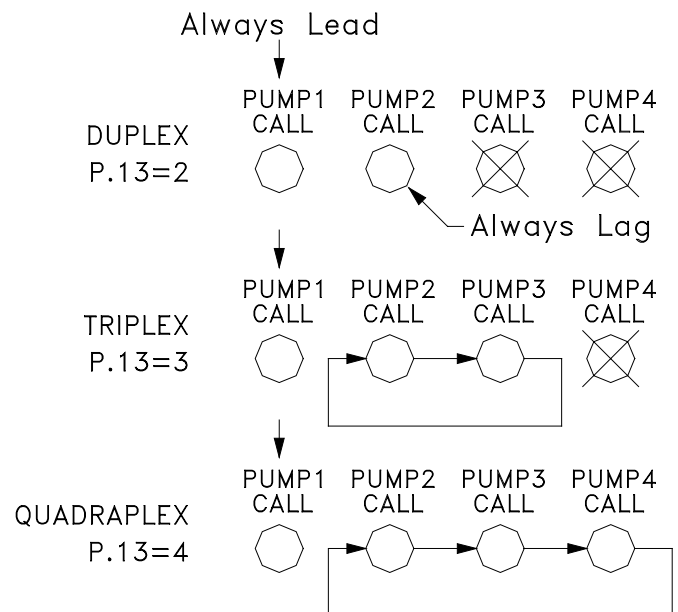 Always Lead
PUMP1 PUMP2 PUMP3 PUMP4
CALL CALL CALL CALL
DUPLEX
P.13=2
Always Lag
PUMP1 PUMP2 PUMP3 PUMP4
CALL CALL CALL CALL
TRIPLEX
P.13=3
PUMP1 PUMP2 PUMP3 PUMP4
CALL CALL CALL CALL
QUADRAPLEX
P.13=4